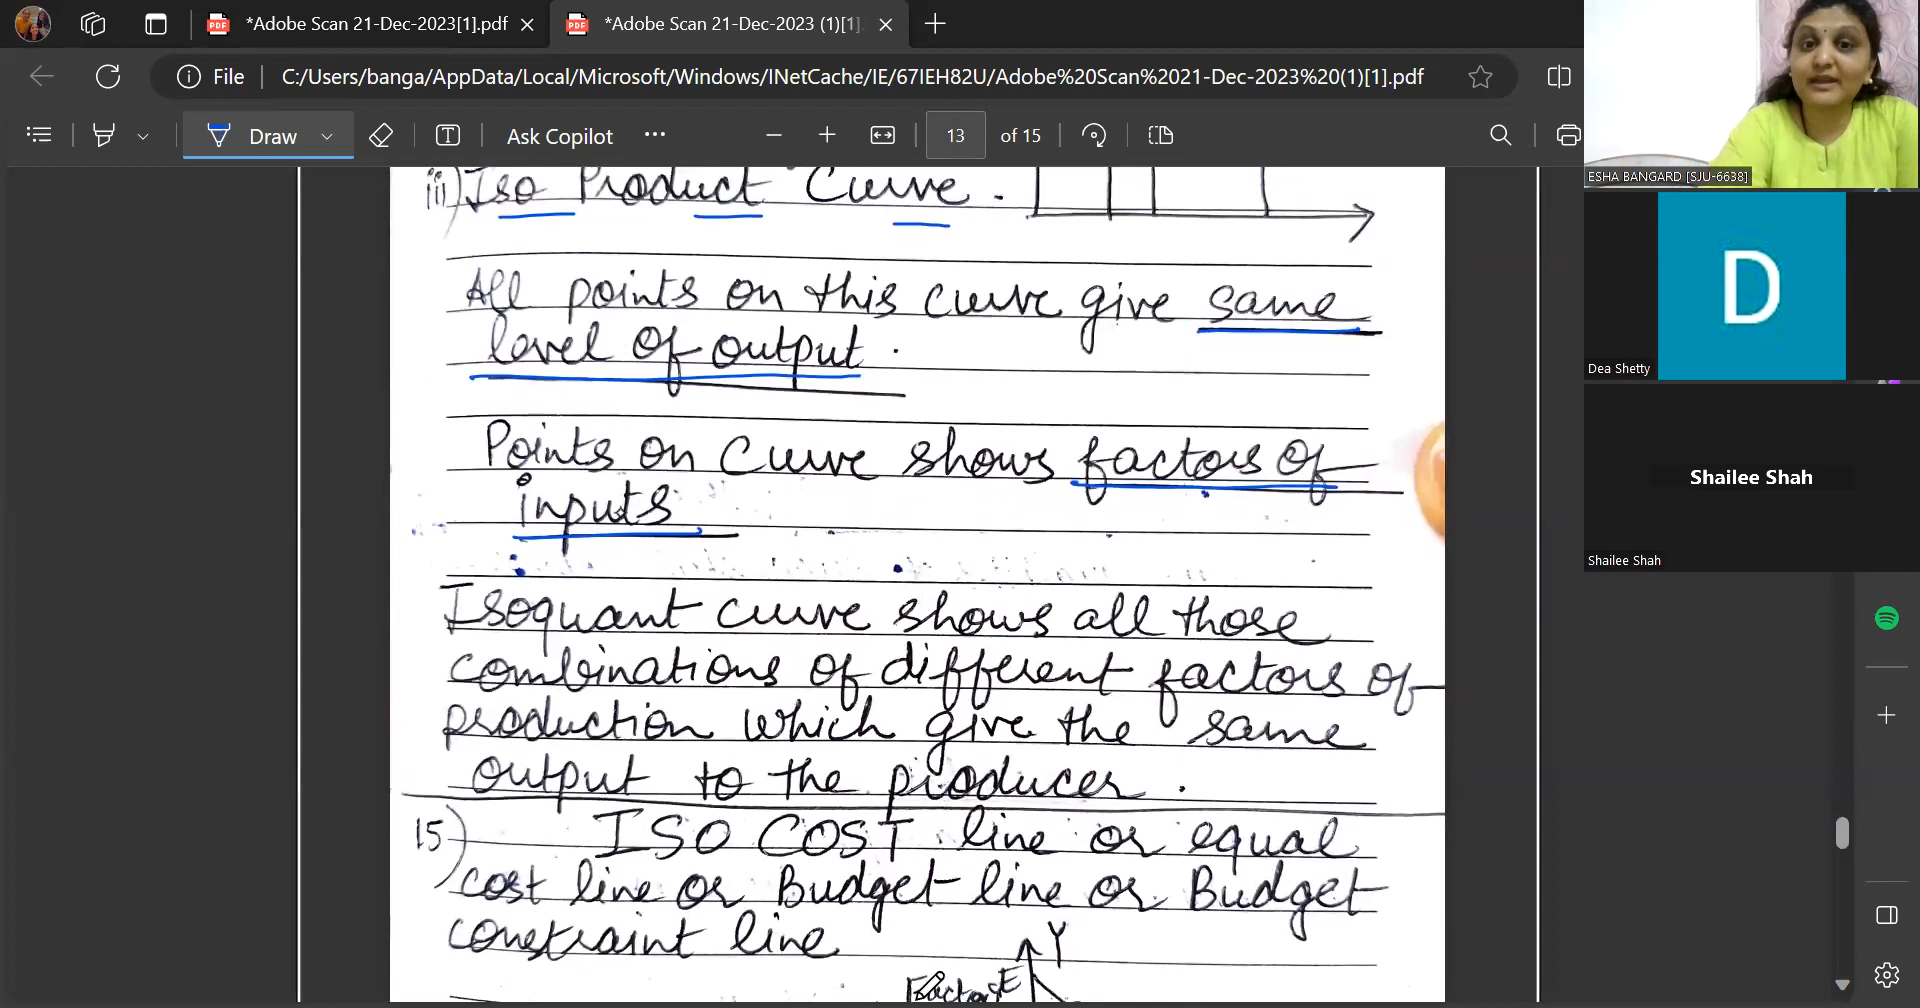 *Adobe Scan 21-Dec-2023[1].pdf
*Adobe Scan 21-Dec-2023 (1)[1].
File
C:/Users/banga/AppData/Local/Microsoft/Windows/INetCache/IE/67IEH82U/Adobe%20Scan%2021-Dec-2023%20(1)[1].pdf
Draw
Ask Copilot
13
of 15
iii) Iso Product Curve.
All points on this curve give same
level of output.
Points on curve shows factors of
inputs
Isoquant curve shows all those
combinations of different factors of
production which give the same
output to the producer.
15) ISO COST line or equal
cost line or Budget line or Budget
constraint line
Y
ESHA BANGARD [SJU-6638]
D
Dea Shetty
Shailee Shah
Shailee Shah